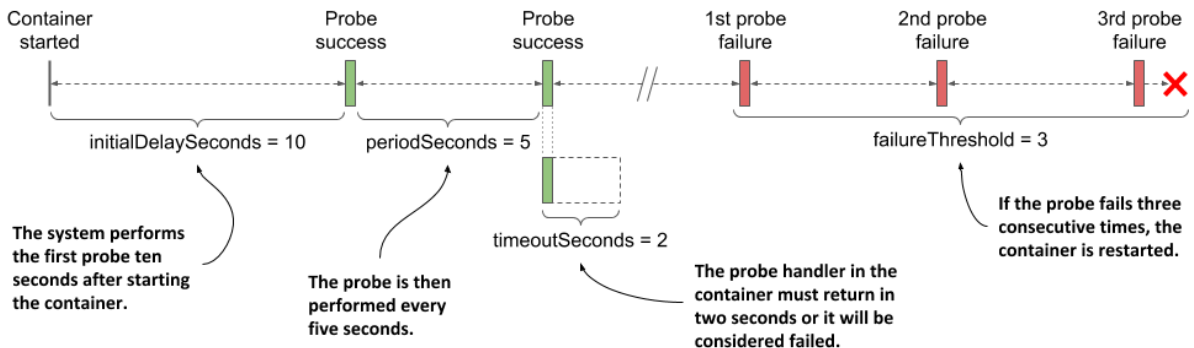 Container
started
Probe
success
Probe
success
1st probe
failure
2nd probe
failure
3rd probe
failure
initialDelaySeconds = 10
periodSeconds = 5
failureThreshold = 3
timeoutSeconds = 2
The system performs
the first probe ten
seconds after starting
the container.
The probe is then
performed every
five seconds.
The probe handler in the
container must return in
two seconds or it will be
considered failed.
If the probe fails three
consecutive times, the
container is restarted.